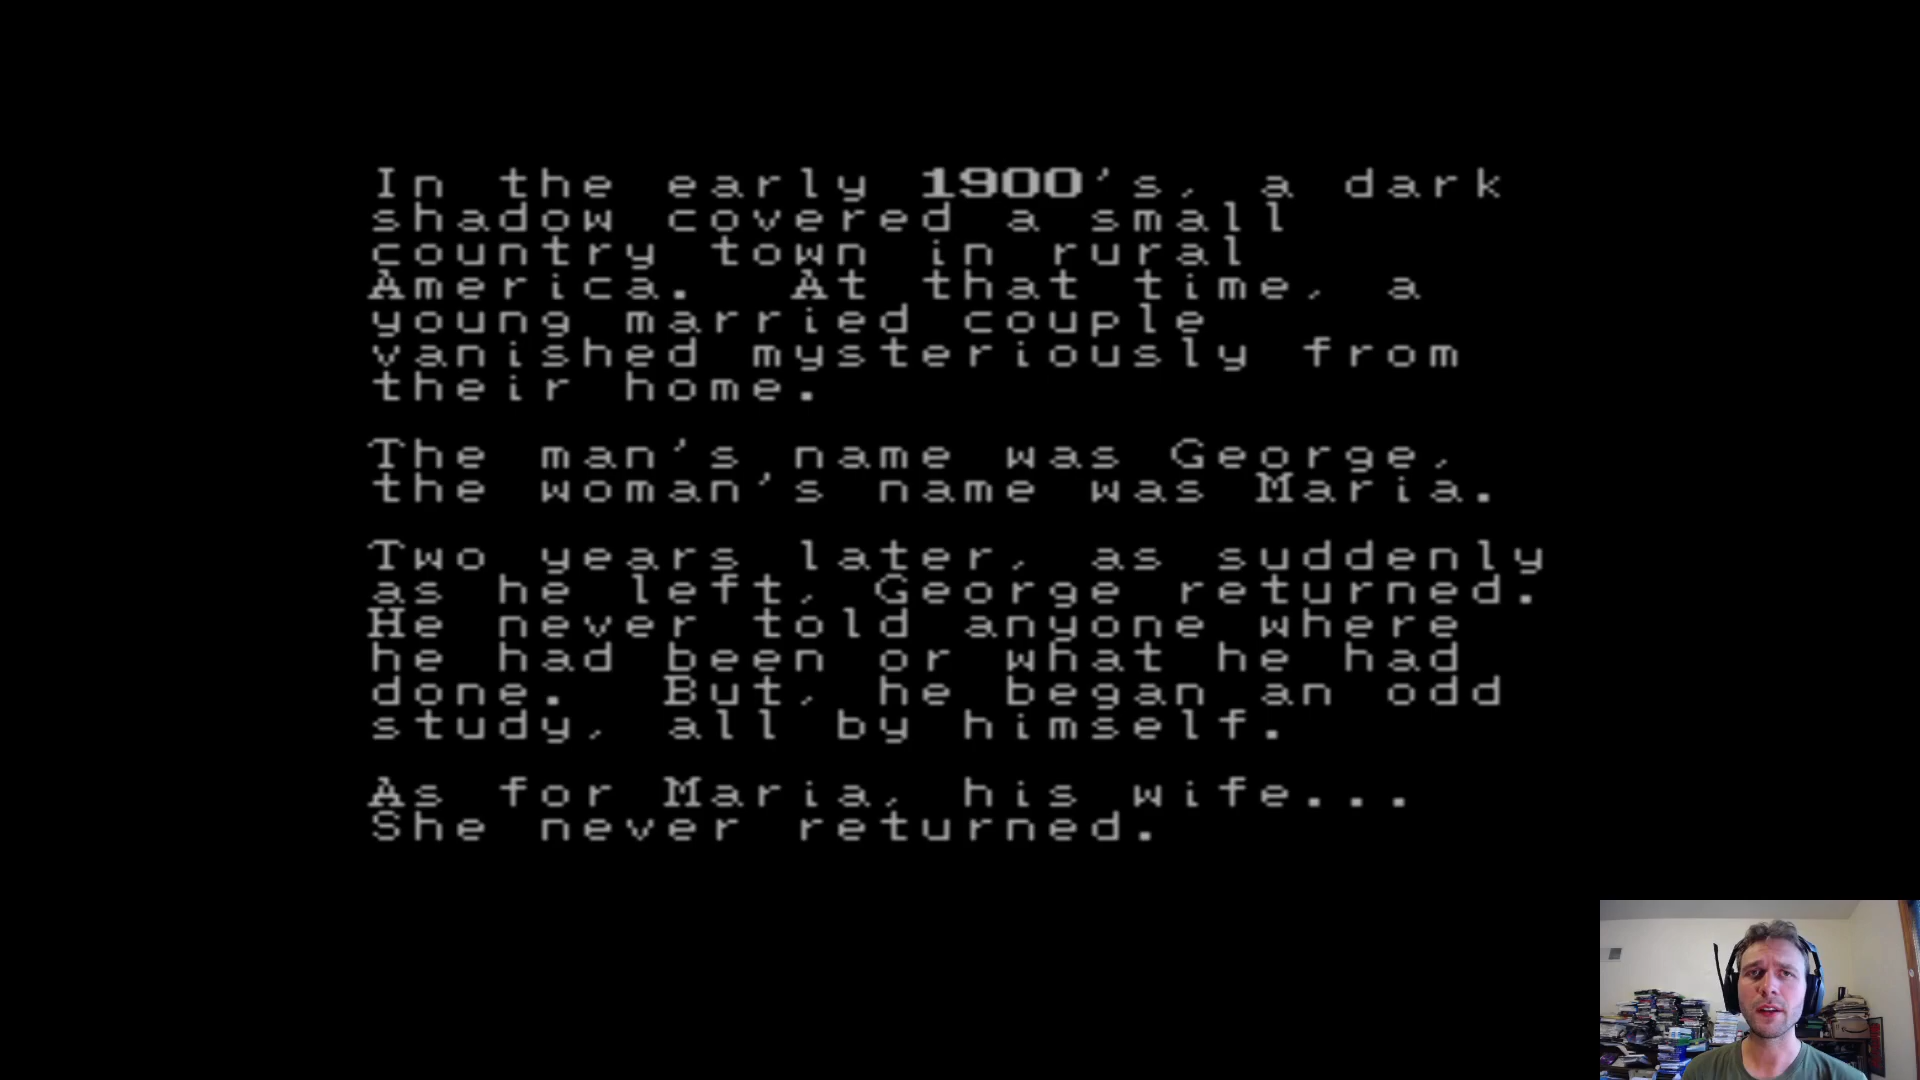 In the early 1900's, a dark
shadow covered a small
country town in rural
America. At that time, a
young married couple
vanished mysteriously from
their home.
The man's name was George,
the woman's name was Maria.
Two years later, as suddenly
as he left, George returned.
He never told anyone where
he had been or what he had
done. But, he began an odd
study, all by himself.
As for Maria, his wife...
She never returned.